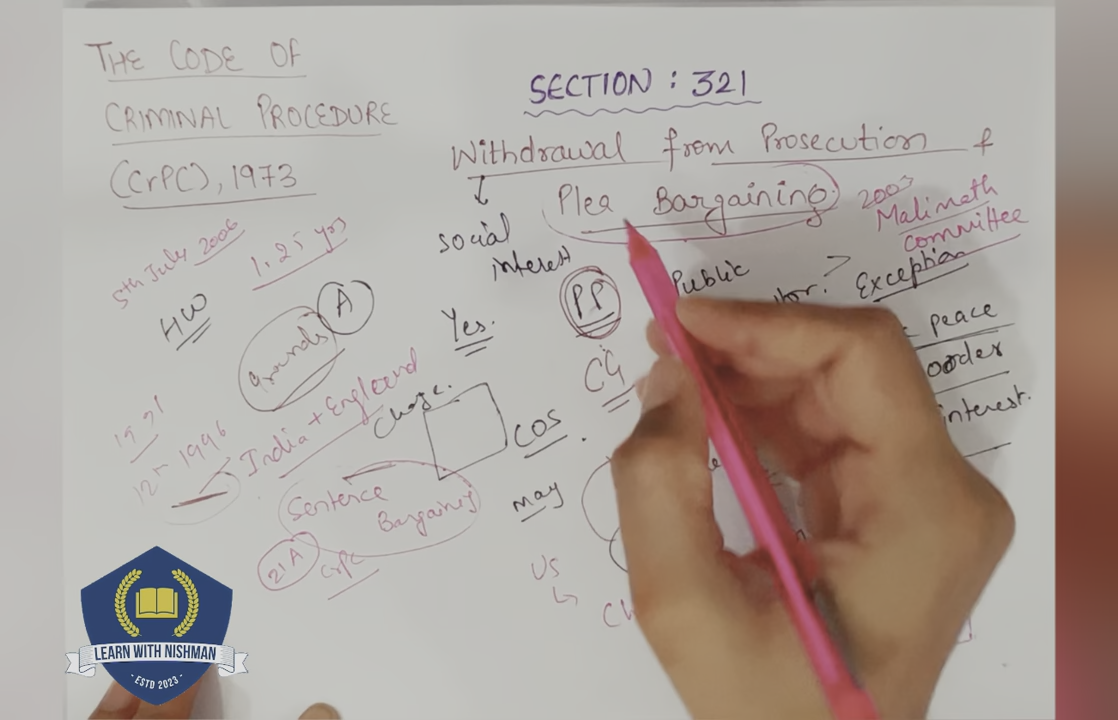 THE CODE OF
CRIMINAL PROCEDURE
(CrPC), 1973
SECTION : 321
Withdrawal from Prosecution &
Plea Bargaining
2003
Malimath
Committee
social
interest
5th July 2006
1.25 yrs
HW
Grounds
A
Yes.
PP
Public
Exception
peace
order
interest.
CG
India + England
Charge.
COS.
12th 1996
Sentence
Bargaining
may
21A
CrPC
US
LEARN WITH NISHMAN
· ESTD 2023 ·